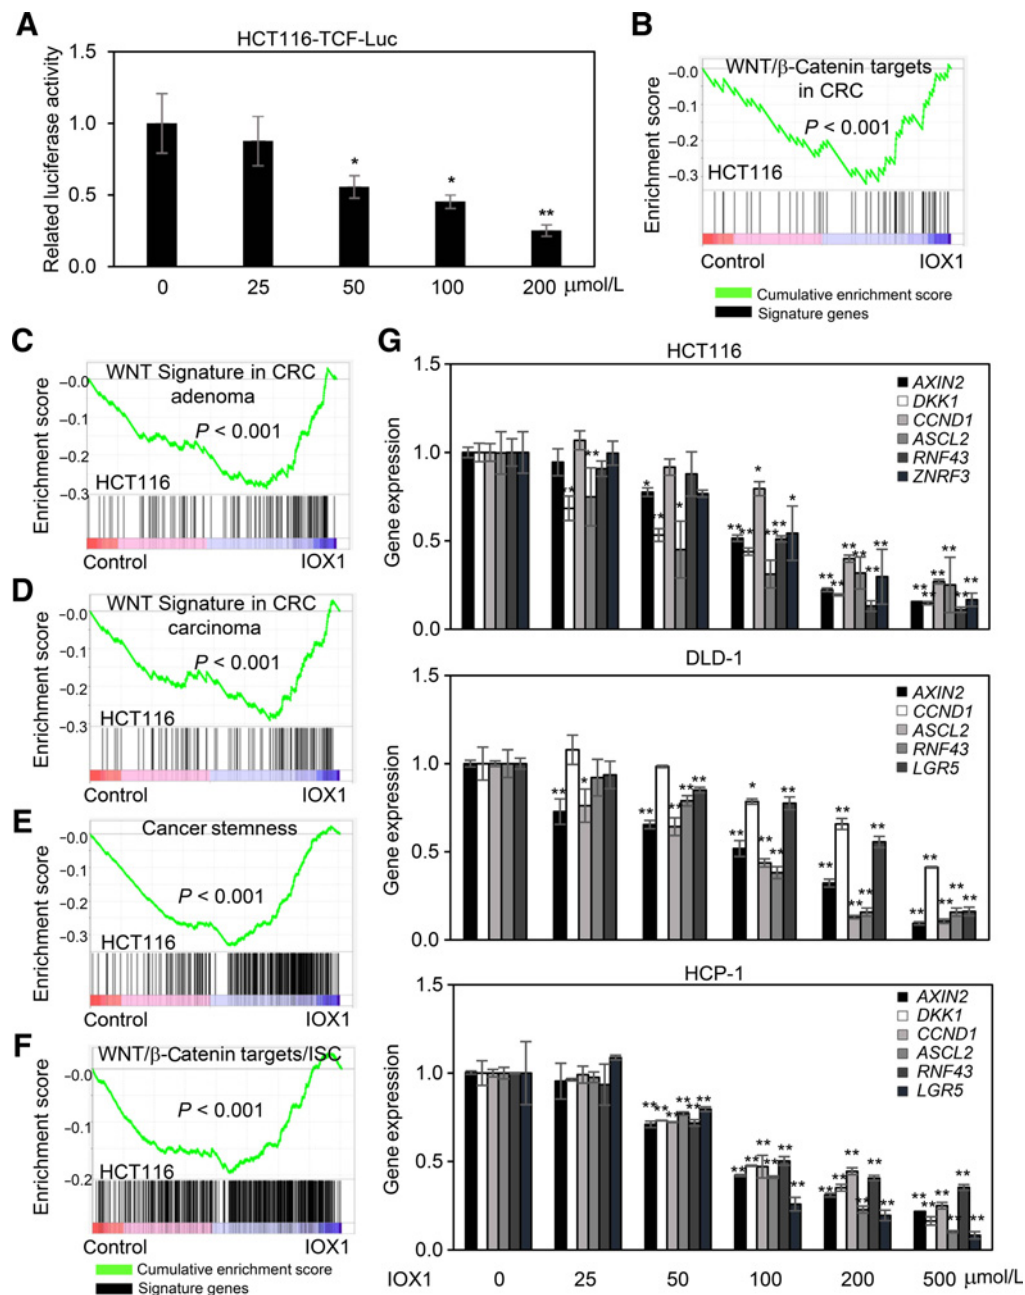 A
HCT116-TCF-Luc
Related luciferase activity
1.5
1.0
0.5
0.0
*
*
**
0 25 50 100 200 μmol/L
B
WNT/β-Catenin targets
in CRC
P < 0.001
Enrichment score
−0.0
−0.1
−0.2
−0.3
HCT116
Control IOX1
Cumulative enrichment score
Signature genes
C
WNT Signature in CRC
adenoma
P < 0.001
Enrichment score
−0.0
−0.1
−0.2
−0.3
HCT116
Control IOX1
D
WNT Signature in CRC
carcinoma
P < 0.001
Enrichment score
−0.0
−0.1
−0.2
−0.3
HCT116
Control IOX1
E
Cancer stemness
P < 0.001
Enrichment score
−0.0
−0.1
−0.2
−0.3
HCT116
Control IOX1
F
WNT/β-Catenin targets/ISC
P < 0.001
Enrichment score
−0.0
−0.1
−0.2
HCT116
Control IOX1
Cumulative enrichment score
Signature genes
G
HCT116
Gene expression
1.5
1.0
0.5
0.0
AXIN2
DKK1
CCND1
ASCL2
RNF43
ZNRF3
DLD-1
Gene expression
1.5
1.0
0.5
0.0
AXIN2
CCND1
ASCL2
RNF43
LGR5
HCP-1
Gene expression
1.5
1.0
0.5
0.0
AXIN2
DKK1
CCND1
ASCL2
RNF43
LGR5
IOX1 0 25 50 100 200 500 μmol/L